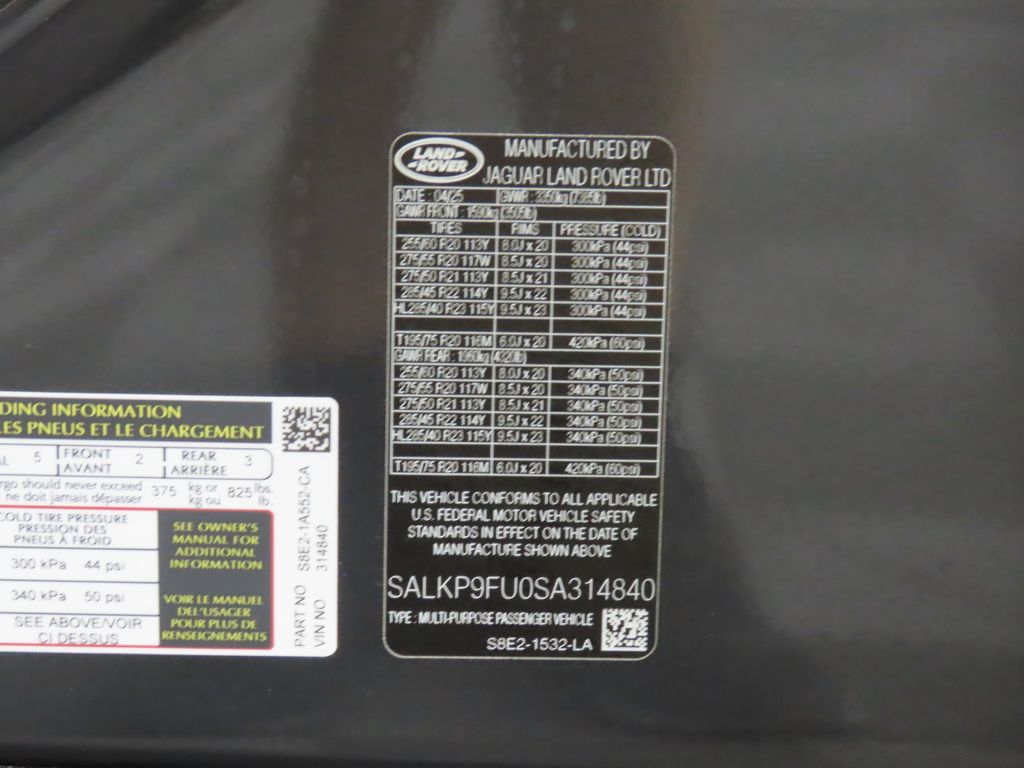 LAND ROVER
MANUFACTURED BY
JAGUAR LAND ROVER LTD
DATE : 04/25 GVWR : 3350kg (7385lb)
GAWR FRONT : 1590kg (3505lb)
TIRES RIMS PRESSURE (COLD)
255/60 R20 113Y 8.0J x 20 300kPa (44psi)
275/55 R20 117W 8.5J x 20 300kPa (44psi)
275/50 R21 113Y 8.5J x 21 300kPa (44psi)
285/45 R22 114Y 9.5J x 22 300kPa (44psi)
HL285/40 R23 115Y 9.5J x 23 300kPa (44psi)
T195/75 R20 116M 6.0J x 20 420kPa (60psi)
GAWR REAR : 1960kg (4320lb)
255/60 R20 113Y 8.0J x 20 340kPa (50psi)
275/55 R20 117W 8.5J x 20 340kPa (50psi)
275/50 R21 113Y 8.5J x 21 340kPa (50psi)
285/45 R22 114Y 9.5J x 22 340kPa (50psi)
HL285/40 R23 115Y 9.5J x 23 340kPa (50psi)
T195/75 R20 116M 6.0J x 20 420kPa (60psi)
THIS VEHICLE CONFORMS TO ALL APPLICABLE
U.S. FEDERAL MOTOR VEHICLE SAFETY
STANDARDS IN EFFECT ON THE DATE OF
MANUFACTURE SHOWN ABOVE
SALKP9FU0SA314840
TYPE : MULTI-PURPOSE PASSENGER VEHICLE
S8E2-1532-LA
DING INFORMATION
LES PNEUS ET LE CHARGEMENT
5 FRONT AVANT 2 REAR ARRIÈRE 3
rgo should never exceed 375 kg or 825 lbs.
ne doit jamais dépasser kg ou lb.
COLD TIRE PRESSURE
PRESSION DES
PNEUS À FROID
300 kPa 44 psi
340 kPa 50 psi
SEE ABOVE/VOIR
CI DESSUS
SEE OWNER'S
MANUAL FOR
ADDITIONAL
INFORMATION
VOIR LE MANUEL
DEL'USAGER
POUR PLUS DE
RENSEIGNEMENTS
PART NO S8E2-1A552-CA
VIN NO 314840